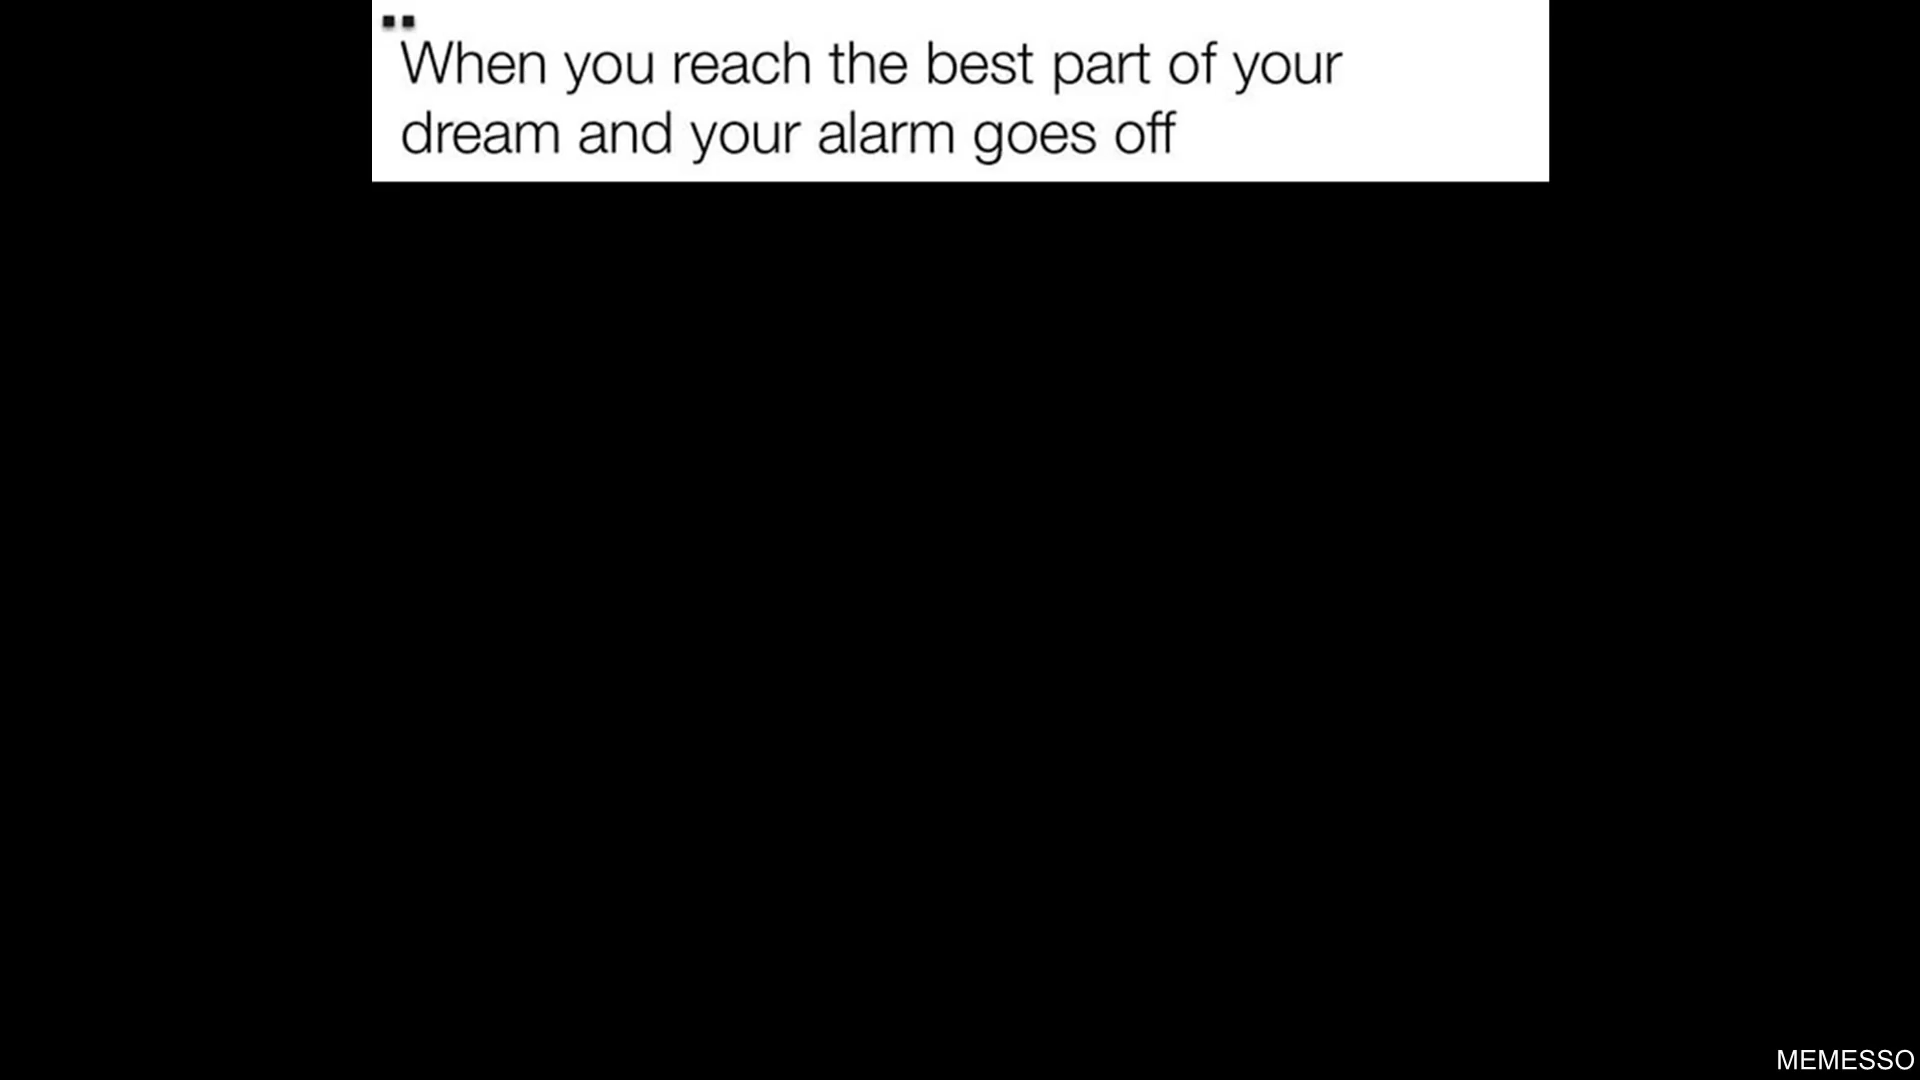 When you reach the best part of your
dream and your alarm goes off
MEMESSO